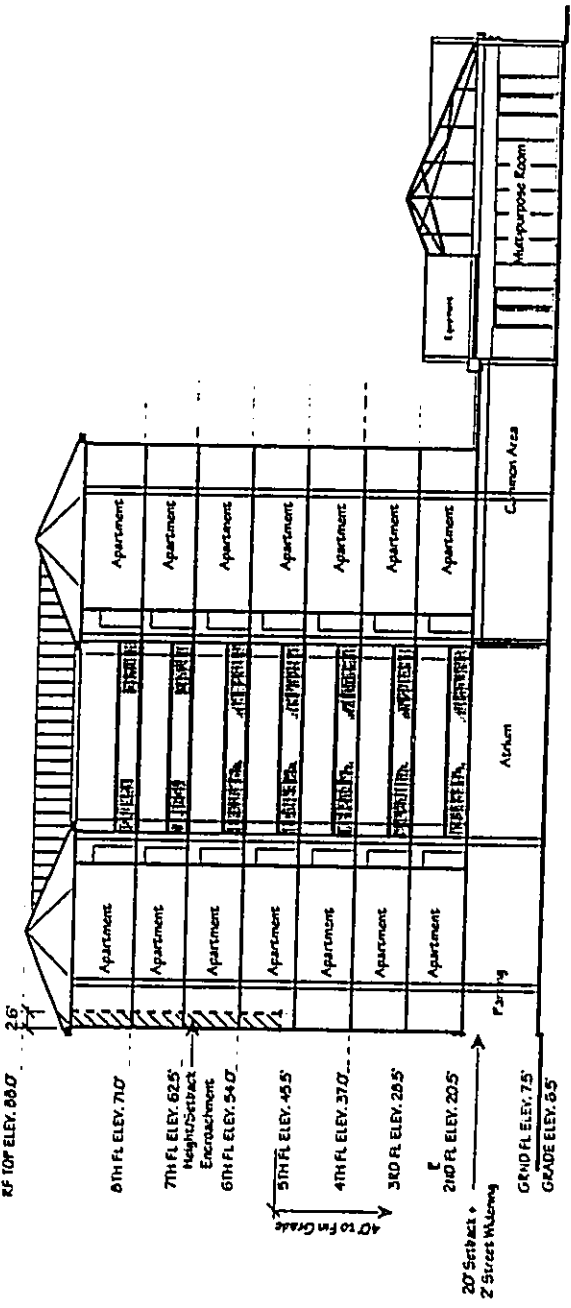 RF TOP ELEV. 88.0'
2.6'
8TH FL ELEV. 71.0'
7TH FL ELEV. 62.5'
Height/Setback
Encroachment
6TH FL ELEV. 54.0'
5TH FL ELEV. 45.5'
40' to Fin Grade
4TH FL ELEV. 37.0'
3RD FL ELEV. 28.5'
2ND FL ELEV. 20.5'
20' Setback +
2' Street Widening
GRND FL ELEV. 7.5'
GRADE ELEV. 5.5'
Apartment
Apartment
Apartment
Apartment
Apartment
Apartment
Apartment
Parking
Atrium
Apartment
Apartment
Apartment
Apartment
Apartment
Apartment
Apartment
Common Area
Equipment
Multipurpose Room